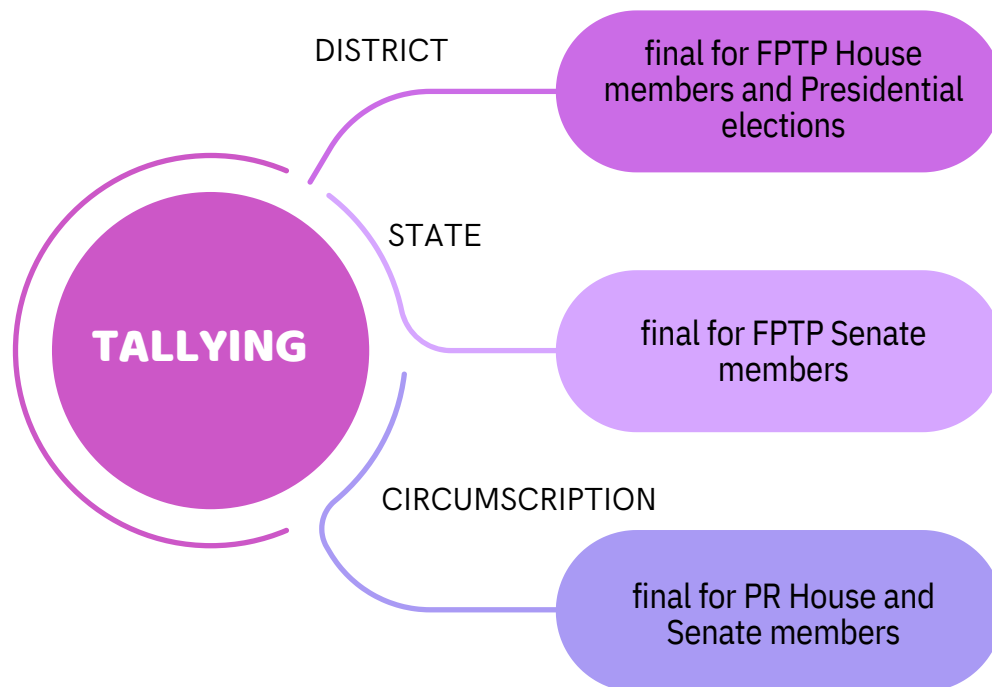 DISTRICT
final for FPTP House
members and Presidential
elections
STATE
TALLYING
final for FPTP Senate
members
CIRCUMSCRIPTION
final for PR House and
Senate members